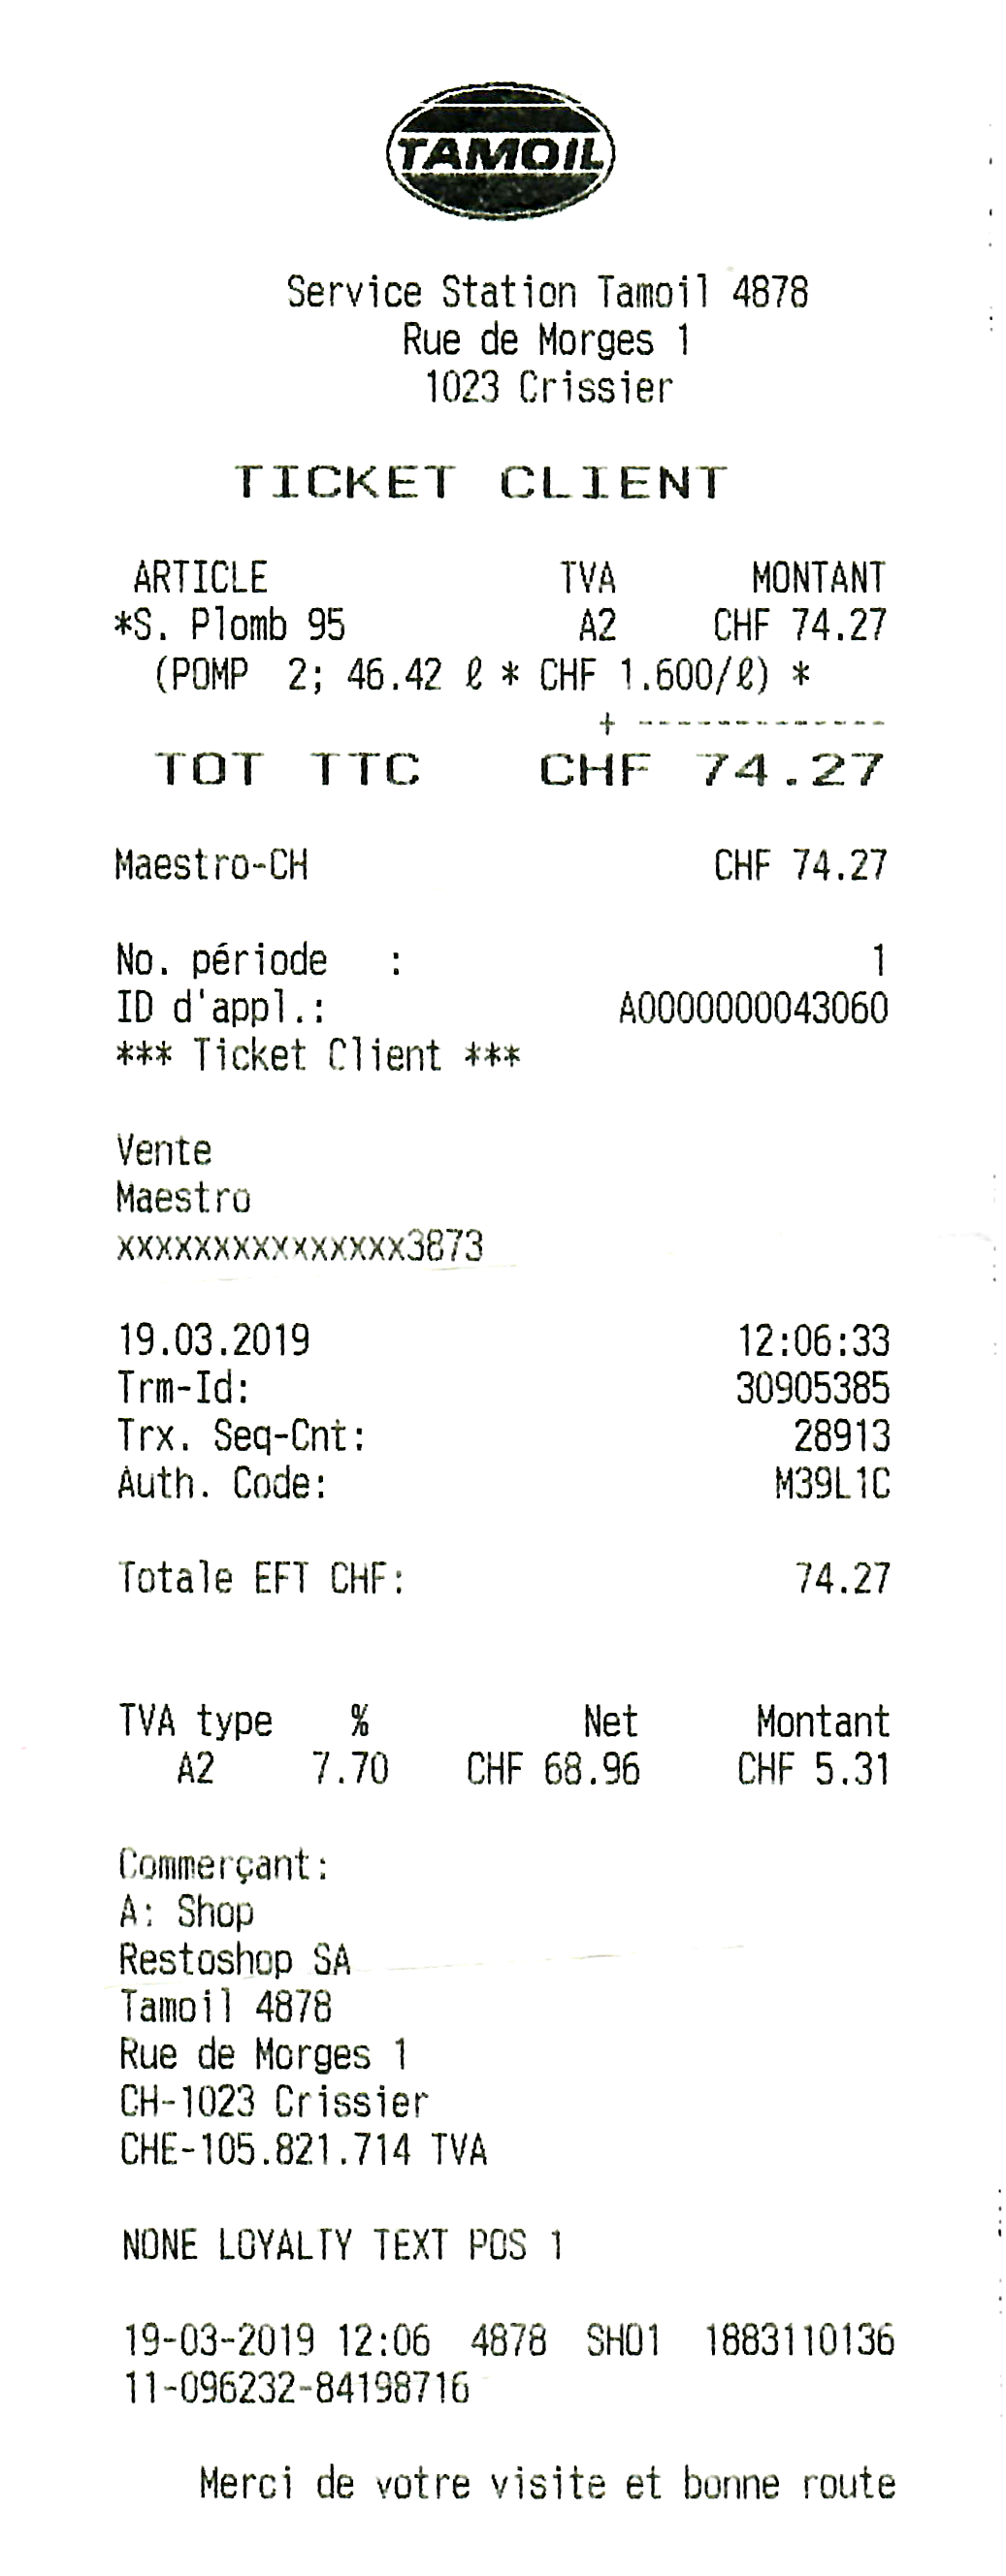 TAMOIL
Service Station Tamoil 4878
Rue de Morges 1
1023 Crissier
TICKET CLIENT
ARTICLE TVA MONTANT
*S. Plomb 95 A2 CHF 74.27
(POMP 2; 46.42 ℓ * CHF 1.600/ℓ) *
+ -------------
TOT TTC CHF 74.27
Maestro-CH CHF 74.27
No. période : 1
ID d'appl.: A0000000043060
*** Ticket Client ***
Vente
Maestro
xxxxxxxxxxxxxxx3873
19.03.2019 12:06:33
Trm-Id: 30905385
Trx. Seq-Cnt: 28913
Auth. Code: M39L1C
Totale EFT CHF: 74.27
TVA type % Net Montant
A2 7.70 CHF 68.96 CHF 5.31
Commerçant:
A: Shop
Restoshop SA
Tamoil 4878
Rue de Morges 1
CH-1023 Crissier
CHE-105.821.714 TVA
NONE LOYALTY TEXT POS 1
19-03-2019 12:06 4878 SH01 1883110136
11-096232-84198716
Merci de votre visite et bonne route